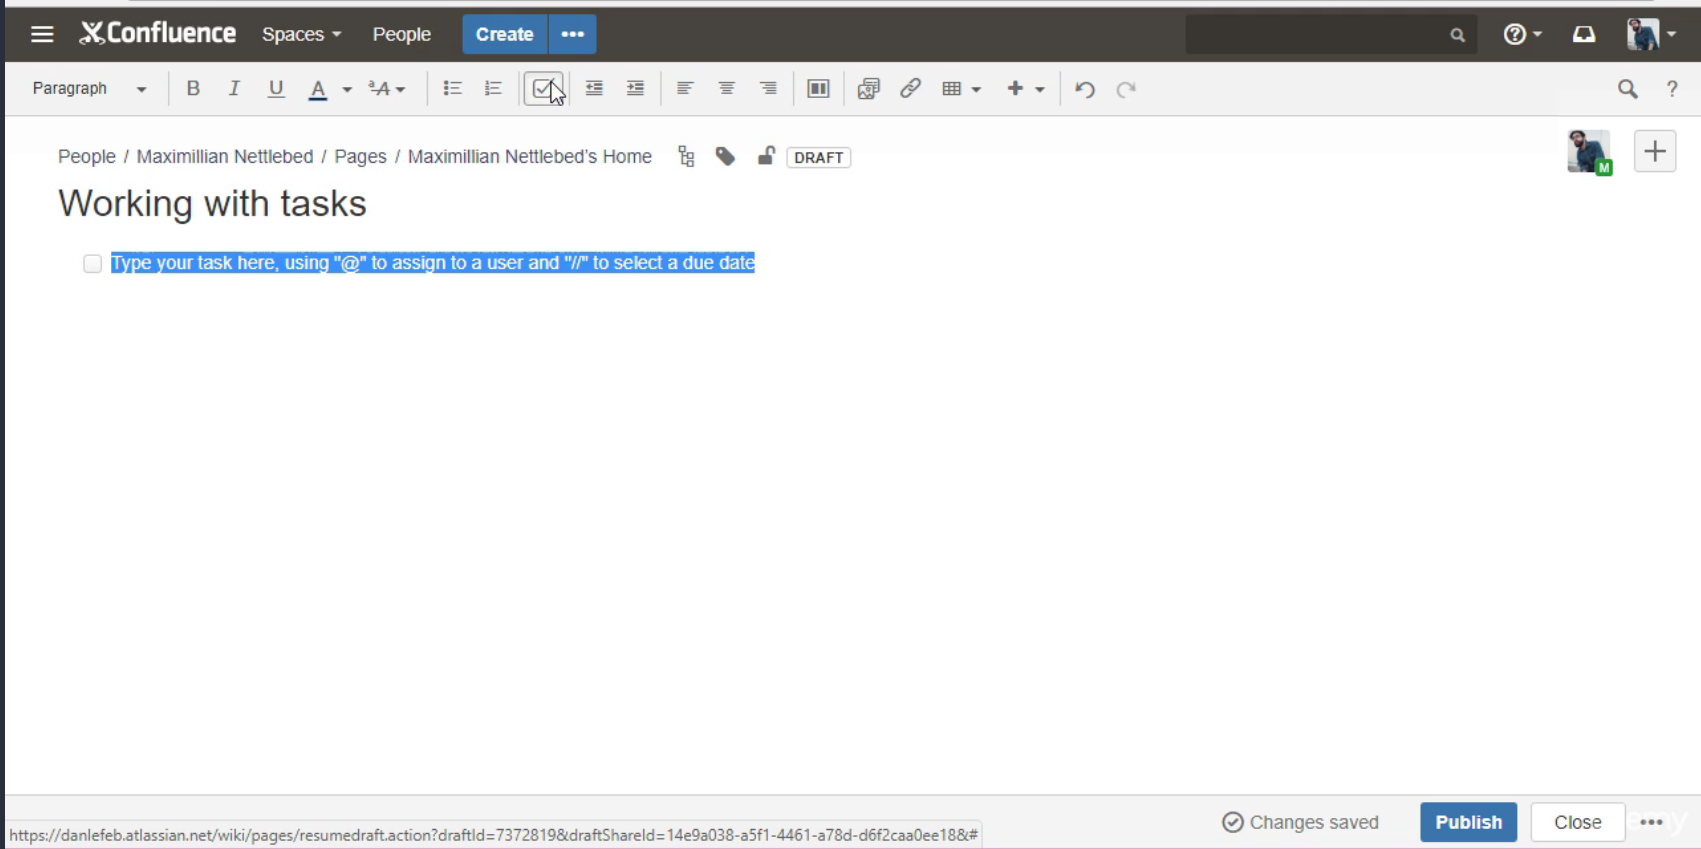 Confluence Spaces People Create •••
Paragraph B I U A ªA ?
People / Maximillian Nettlebed / Pages / Maximillian Nettlebed's Home DRAFT
M
Working with tasks
Type your task here, using "@" to assign to a user and "//" to select a due date
Changes saved Publish Close •••
https://danlefeb.atlassian.net/wiki/pages/resumedraft.action?draftId=7372819&draftShareId=14e9a038-a5f1-4461-a78d-d6f2caa0ee18&#